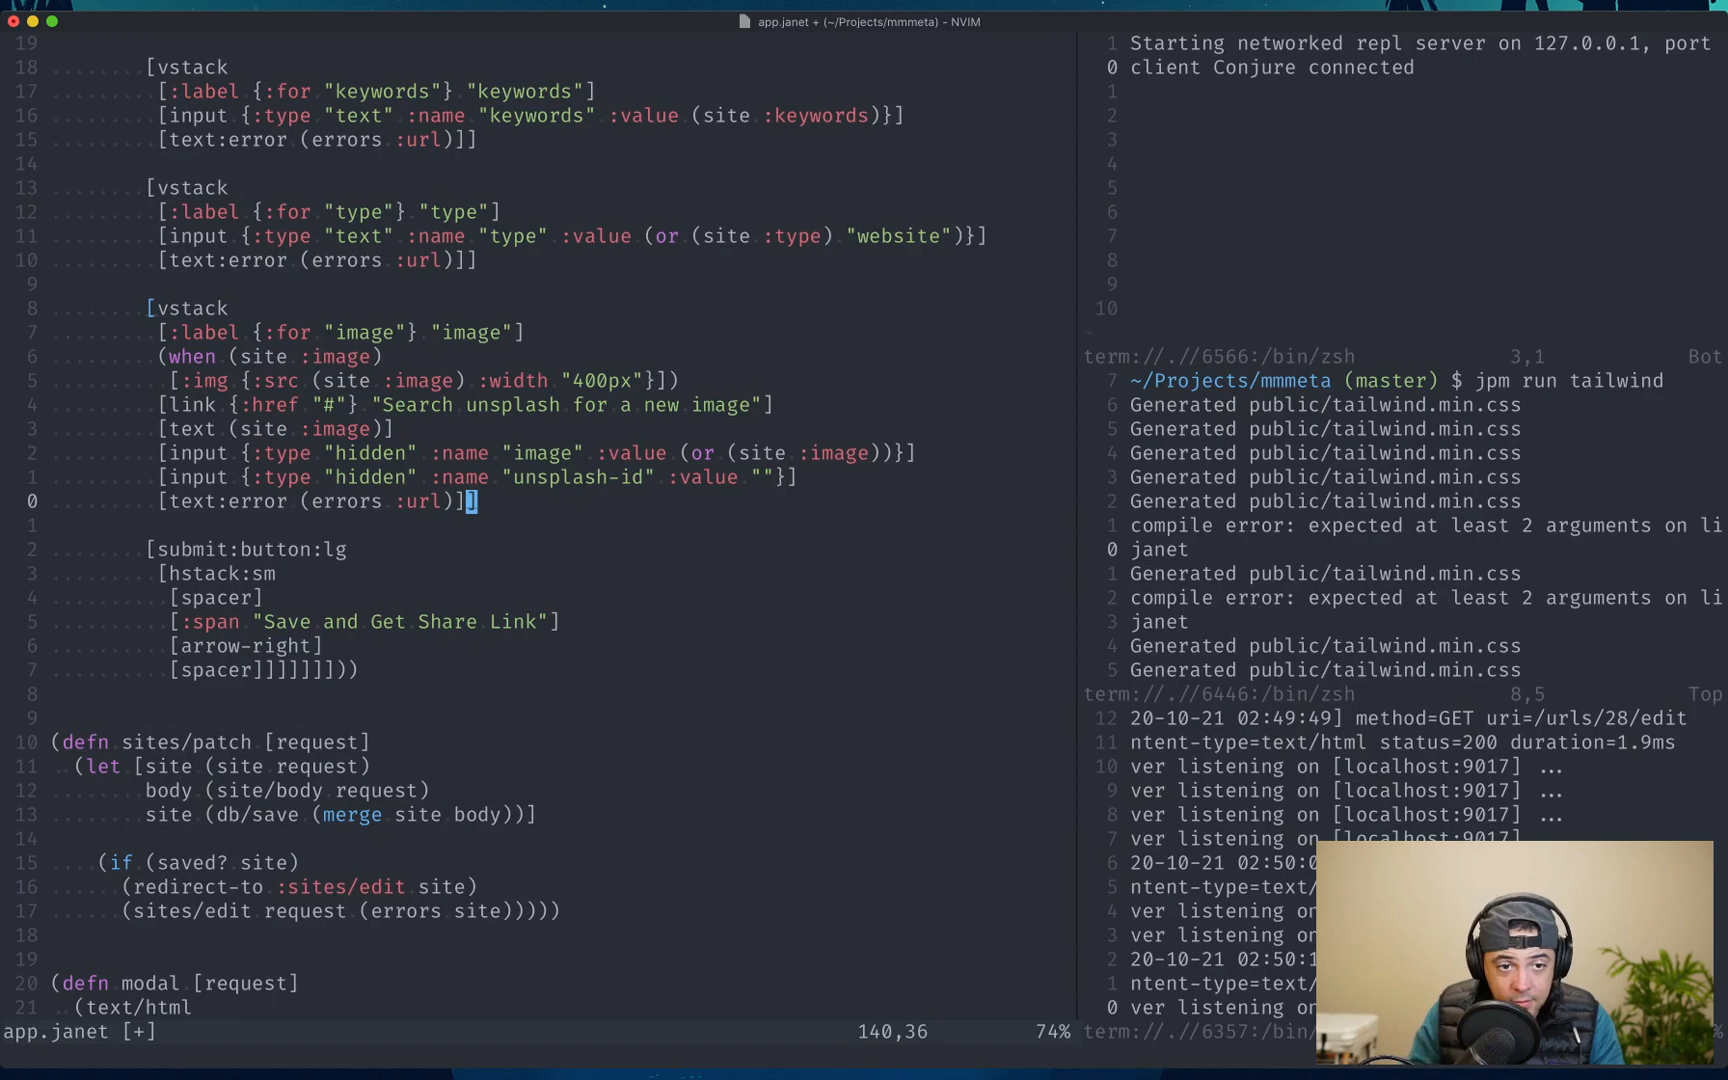 app.janet + (~/Projects/mmmeta) - NVIM
19
18 [vstack
17 [:label {:for "keywords"} "keywords"]
16 [input {:type "text" :name "keywords" :value (site :keywords)}]
15 [text:error (errors :url)]]
14
13 [vstack
12 [:label {:for "type"} "type"]
11 [input {:type "text" :name "type" :value (or (site :type) "website")}]
10 [text:error (errors :url)]]
9
8 [vstack
7 [:label {:for "image"} "image"]
6 (when (site :image)
5 [:img {:src (site :image) :width "400px"}])
4 [link {:href "#"} "Search unsplash for a new image"]
3 [text (site :image)]
2 [input {:type "hidden" :name "image" :value (or (site :image))}]
1 [input {:type "hidden" :name "unsplash-id" :value ""}]
0 [text:error (errors :url)]]
1
2 [submit:button:lg
3 [hstack:sm
4 [spacer]
5 [:span "Save and Get Share Link"]
6 [arrow-right]
7 [spacer]]]]]]]))
8
9
10 (defn sites/patch [request]
11 (let [site (site request)
12 body (site/body request)
13 site (db/save (merge site body))]
14
15 (if (saved? site)
16 (redirect-to :sites/edit site)
17 (sites/edit request (errors site)))))
18
19
20 (defn modal [request]
21 (text/html
app.janet [+] 140,36 74%
1 Starting networked repl server on 127.0.0.1, port
0 client Conjure connected
1
2
3
4
5
6
7
8
9
10
~
term://.//6566:/bin/zsh 3,1 Bot
7 ~/Projects/mmmeta (master) $ jpm run tailwind
6 Generated public/tailwind.min.css
5 Generated public/tailwind.min.css
4 Generated public/tailwind.min.css
3 Generated public/tailwind.min.css
2 Generated public/tailwind.min.css
1 compile error: expected at least 2 arguments on li
0 janet
1 Generated public/tailwind.min.css
2 compile error: expected at least 2 arguments on li
3 janet
4 Generated public/tailwind.min.css
5 Generated public/tailwind.min.css
term://.//6446:/bin/zsh 8,5 Top
12 20-10-21 02:49:49] method=GET uri=/urls/28/edit
11 ntent-type=text/html status=200 duration=1.9ms
10 ver listening on [localhost:9017] ...
9 ver listening on [localhost:9017] ...
8 ver listening on [localhost:9017] ...
7 ver listening on [localhost:9017]
6 20-10-21 02:50:0
5 ntent-type=text/
4 ver listening on
3 ver listening on
2 20-10-21 02:50:1
1 ntent-type=text/
0 ver listening on
term://.//6357:/bin/zsh